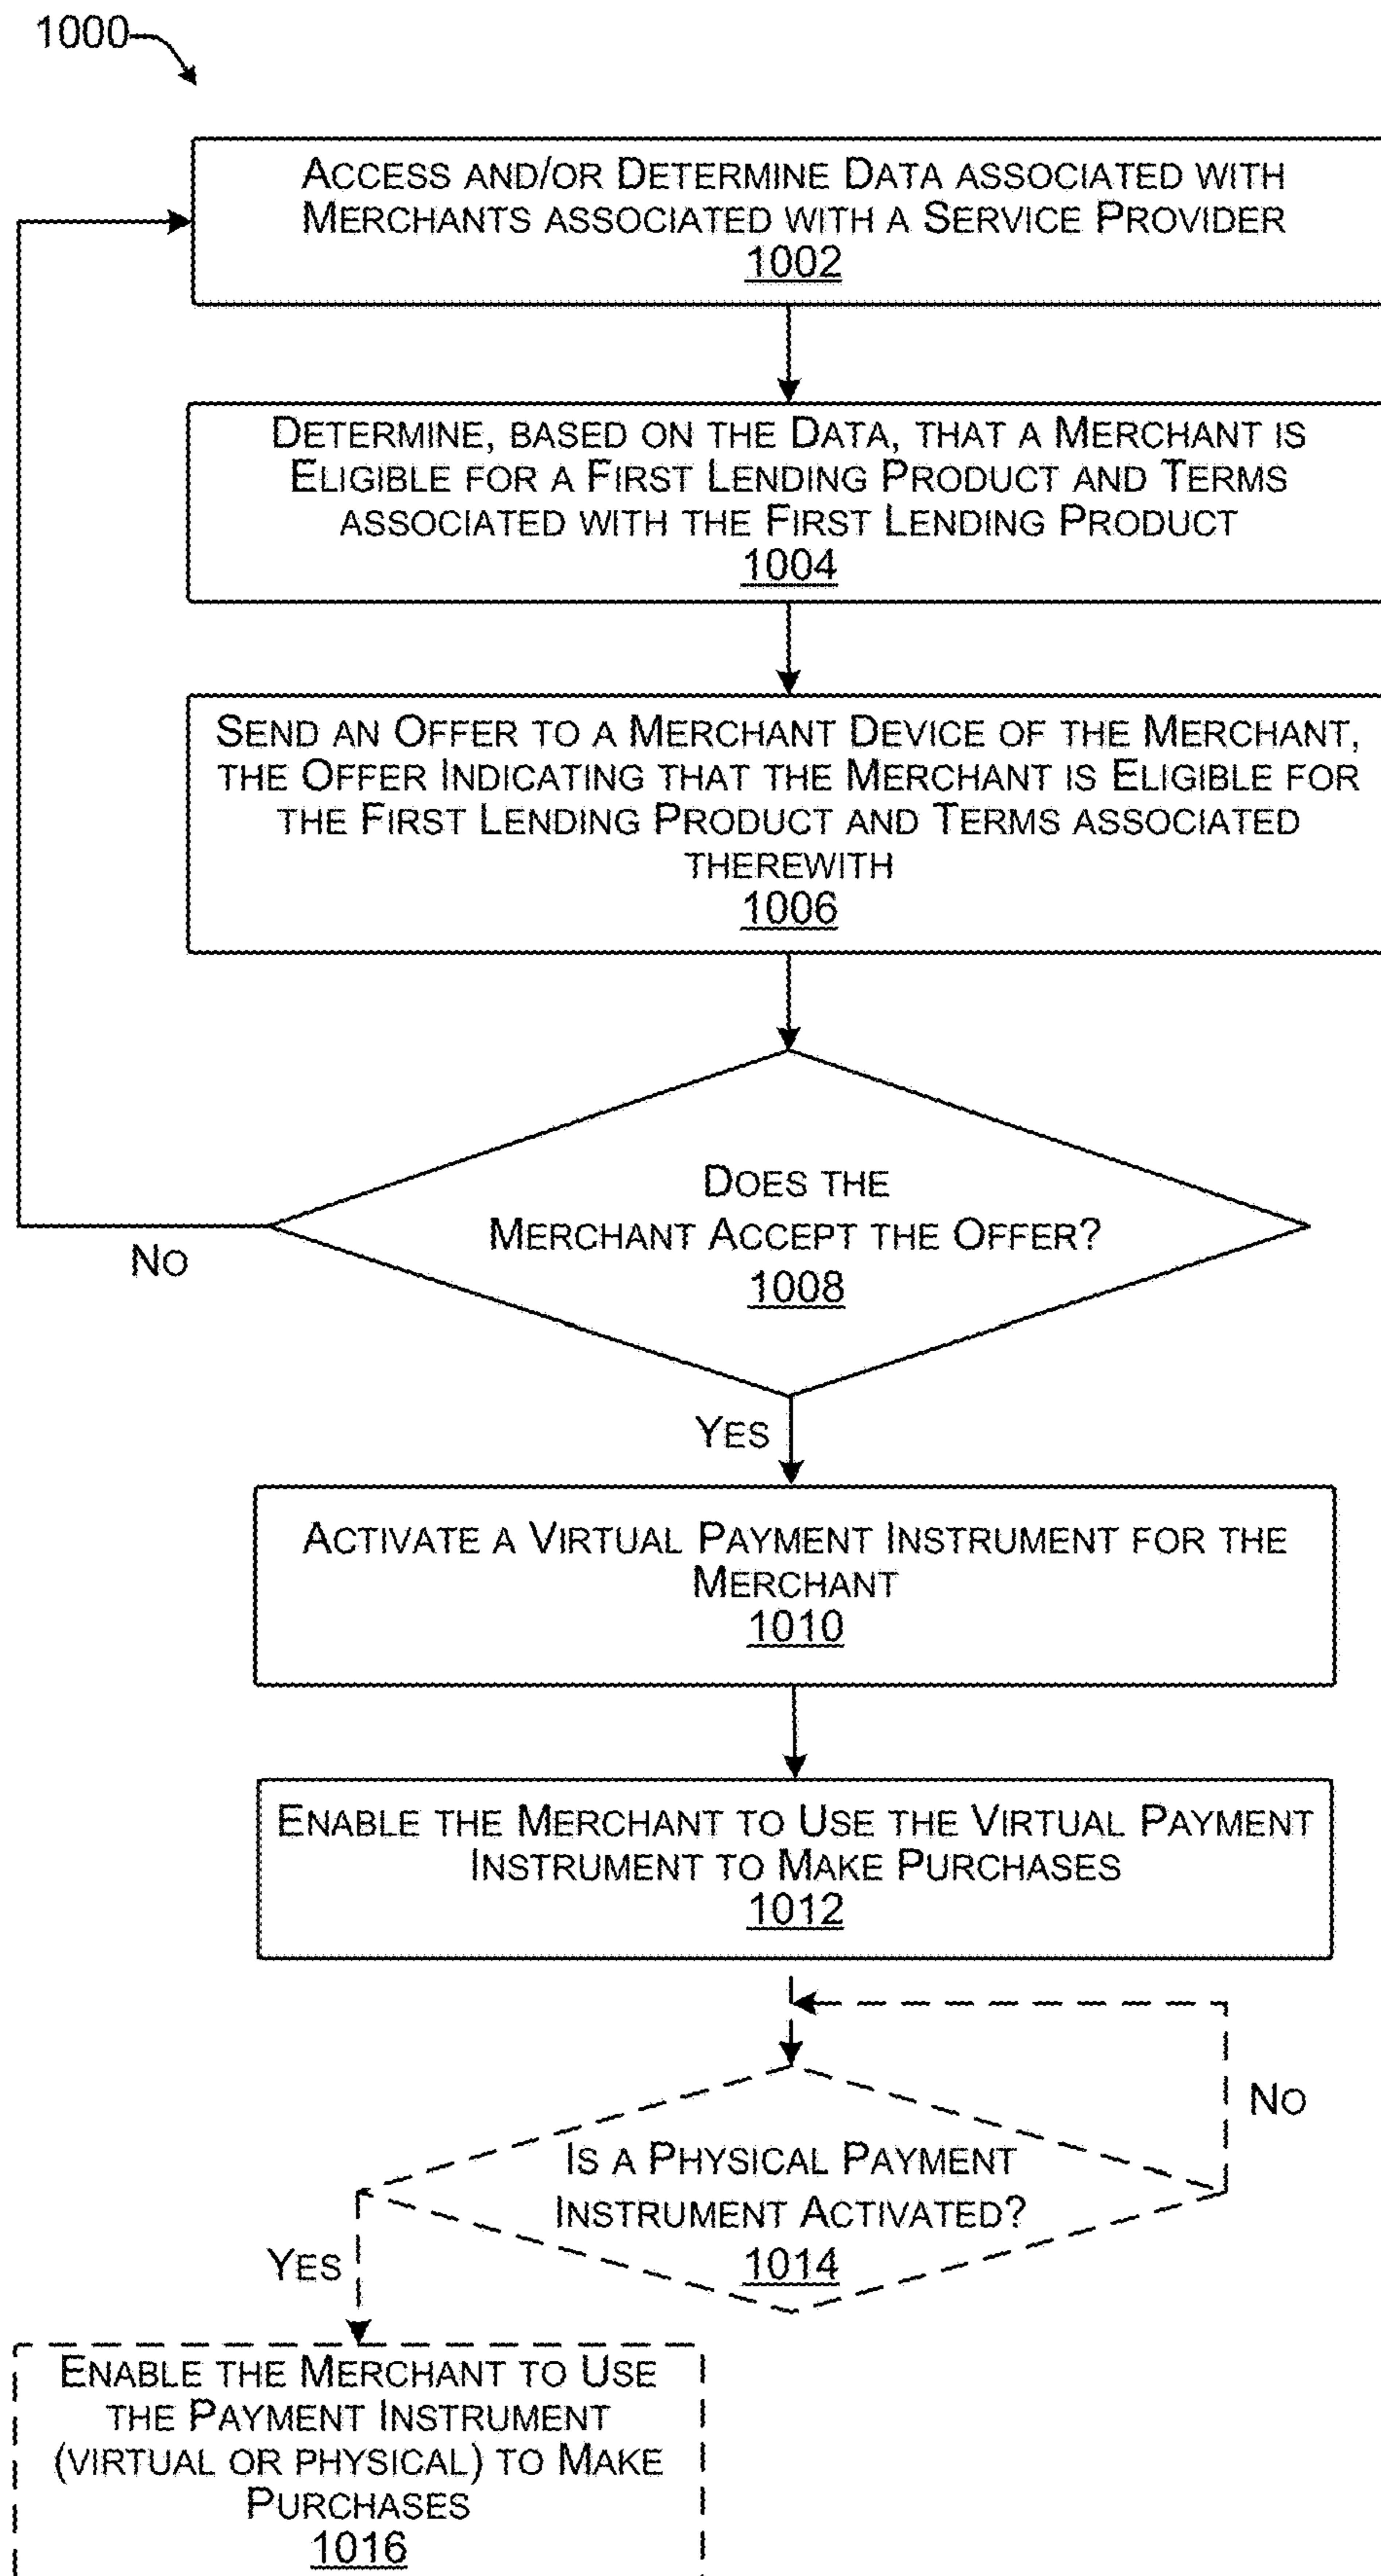 1000
ACCESS AND/OR DETERMINE DATA ASSOCIATED WITH
MERCHANTS ASSOCIATED WITH A SERVICE PROVIDER
1002
DETERMINE, BASED ON THE DATA, THAT A MERCHANT IS
ELIGIBLE FOR A FIRST LENDING PRODUCT AND TERMS
ASSOCIATED WITH THE FIRST LENDING PRODUCT
1004
SEND AN OFFER TO A MERCHANT DEVICE OF THE MERCHANT,
THE OFFER INDICATING THAT THE MERCHANT IS ELIGIBLE FOR
THE FIRST LENDING PRODUCT AND TERMS ASSOCIATED
THEREWITH
1006
DOES THE
MERCHANT ACCEPT THE OFFER?
1008
NO
YES
ACTIVATE A VIRTUAL PAYMENT INSTRUMENT FOR THE
MERCHANT
1010
ENABLE THE MERCHANT TO USE THE VIRTUAL PAYMENT
INSTRUMENT TO MAKE PURCHASES
1012
NO
IS A PHYSICAL PAYMENT
INSTRUMENT ACTIVATED?
1014
YES
ENABLE THE MERCHANT TO USE
THE PAYMENT INSTRUMENT
(VIRTUAL OR PHYSICAL) TO MAKE
PURCHASES
1016